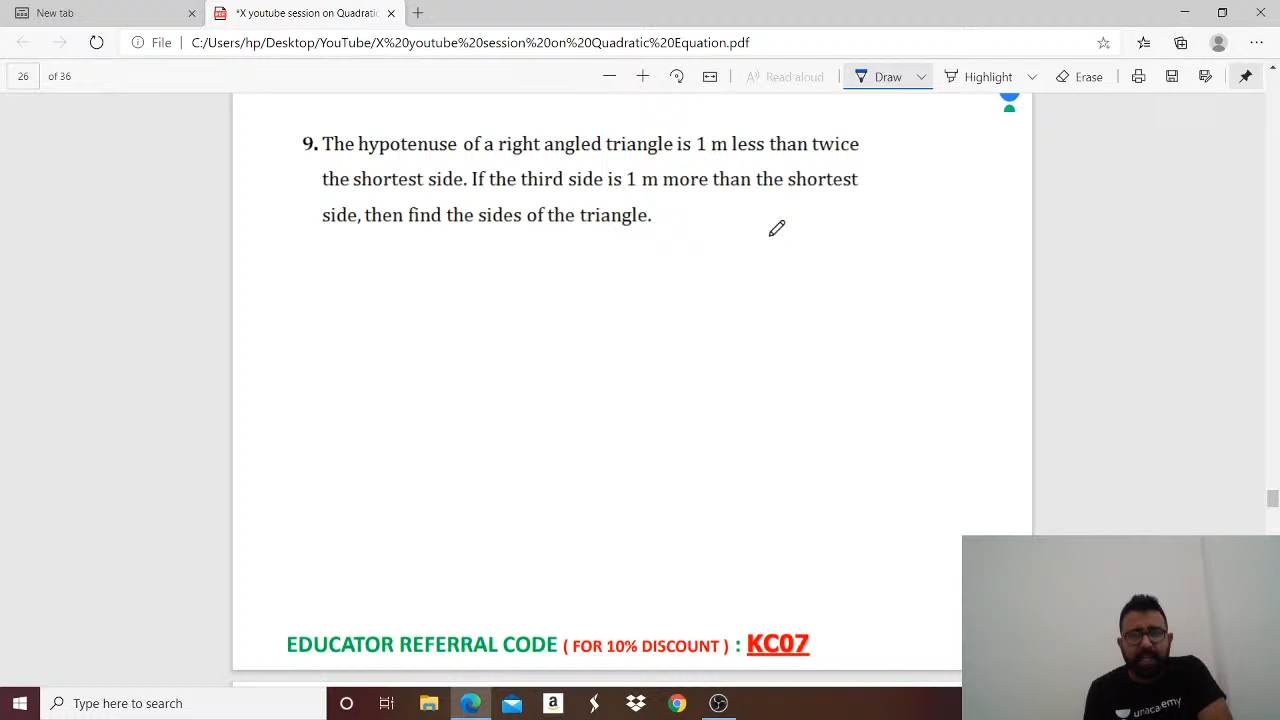 New tab
*X youtube session on Quadratic
File
C:/Users/hp/Desktop/YouTube/X%20youtube%20session%20on%20Quadratic%20Equation.pdf
26 of 36
Read aloud
Draw
Highlight
Erase
9. The hypotenuse of a right angled triangle is 1 m less than twice
the shortest side. If the third side is 1 m more than the shortest
side, then find the sides of the triangle.
EDUCATOR REFERRAL CODE ( FOR 10% DISCOUNT ) : KC07
unacademy
Type here to search